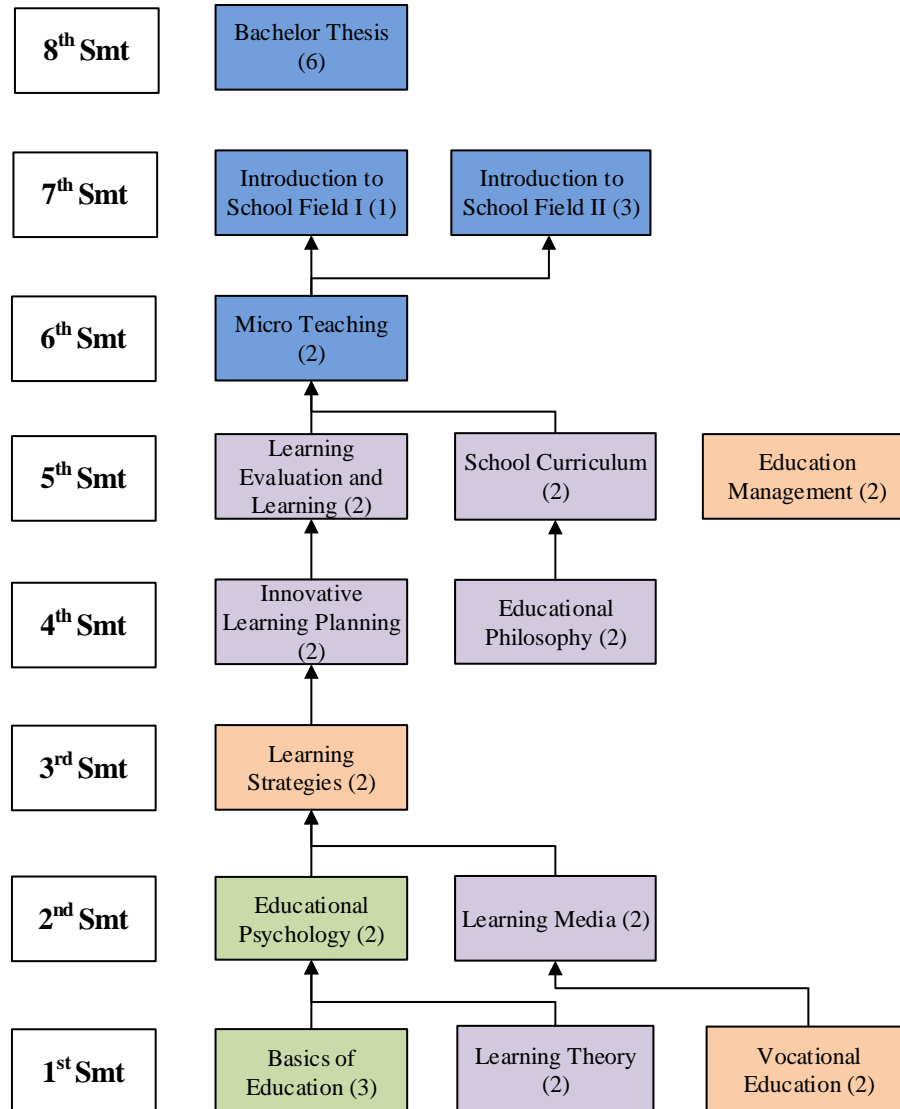 8th Smt
Bachelor Thesis
(6)
7th Smt
Introduction to
School Field I (1)
Introduction to
School Field II (3)
6th Smt
Micro Teaching
(2)
5th Smt
Learning
Evaluation and
Learning (2)
School Curriculum
(2)
Education
Management (2)
4th Smt
Innovative
Learning Planning
(2)
Educational
Philosophy (2)
3rd Smt
Learning
Strategies (2)
2nd Smt
Educational
Psychology (2)
Learning Media (2)
1st Smt
Basics of
Education (3)
Learning Theory
(2)
Vocational
Education (2)